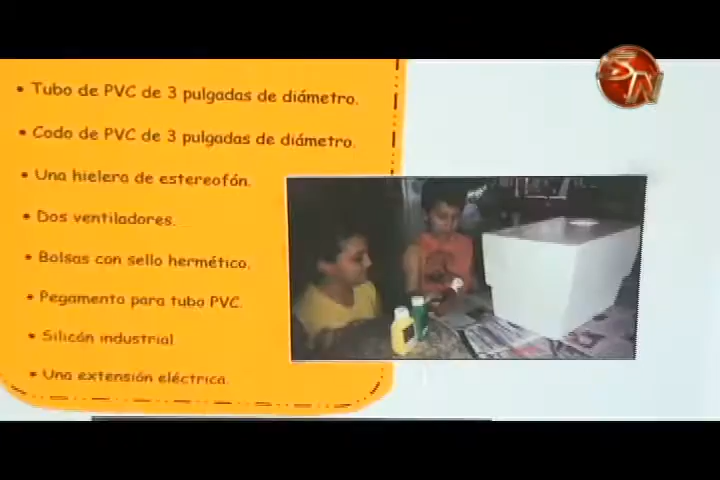 • Tubo de PVC de 3 pulgadas de diámetro.
• Codo de PVC de 3 pulgadas de diámetro.
• Una hielera de estereofón.
• Dos ventiladores.
• Bolsas con sello hermético.
• Pegamento para tubo PVC.
• Silicón industrial
• Una extensión eléctrica.
SN